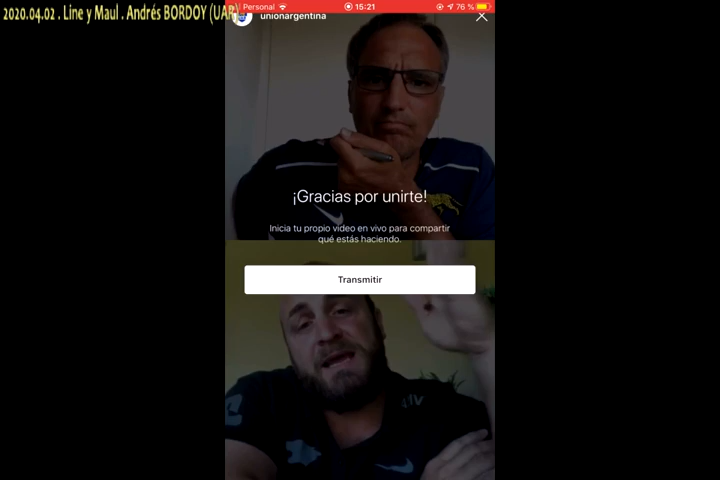 2020.04.02 . Line y Maul . Andrés BORDOY (UAR)
Personal 15:21 76 %
unionargentina
¡Gracias por unirte!
Inicia tu propio video en vivo para compartir
qué estás haciendo.
Transmitir